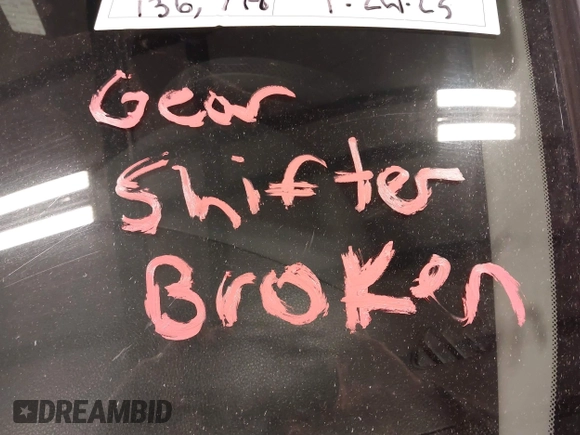 Gear
Shifter
Broken
DREAMBID